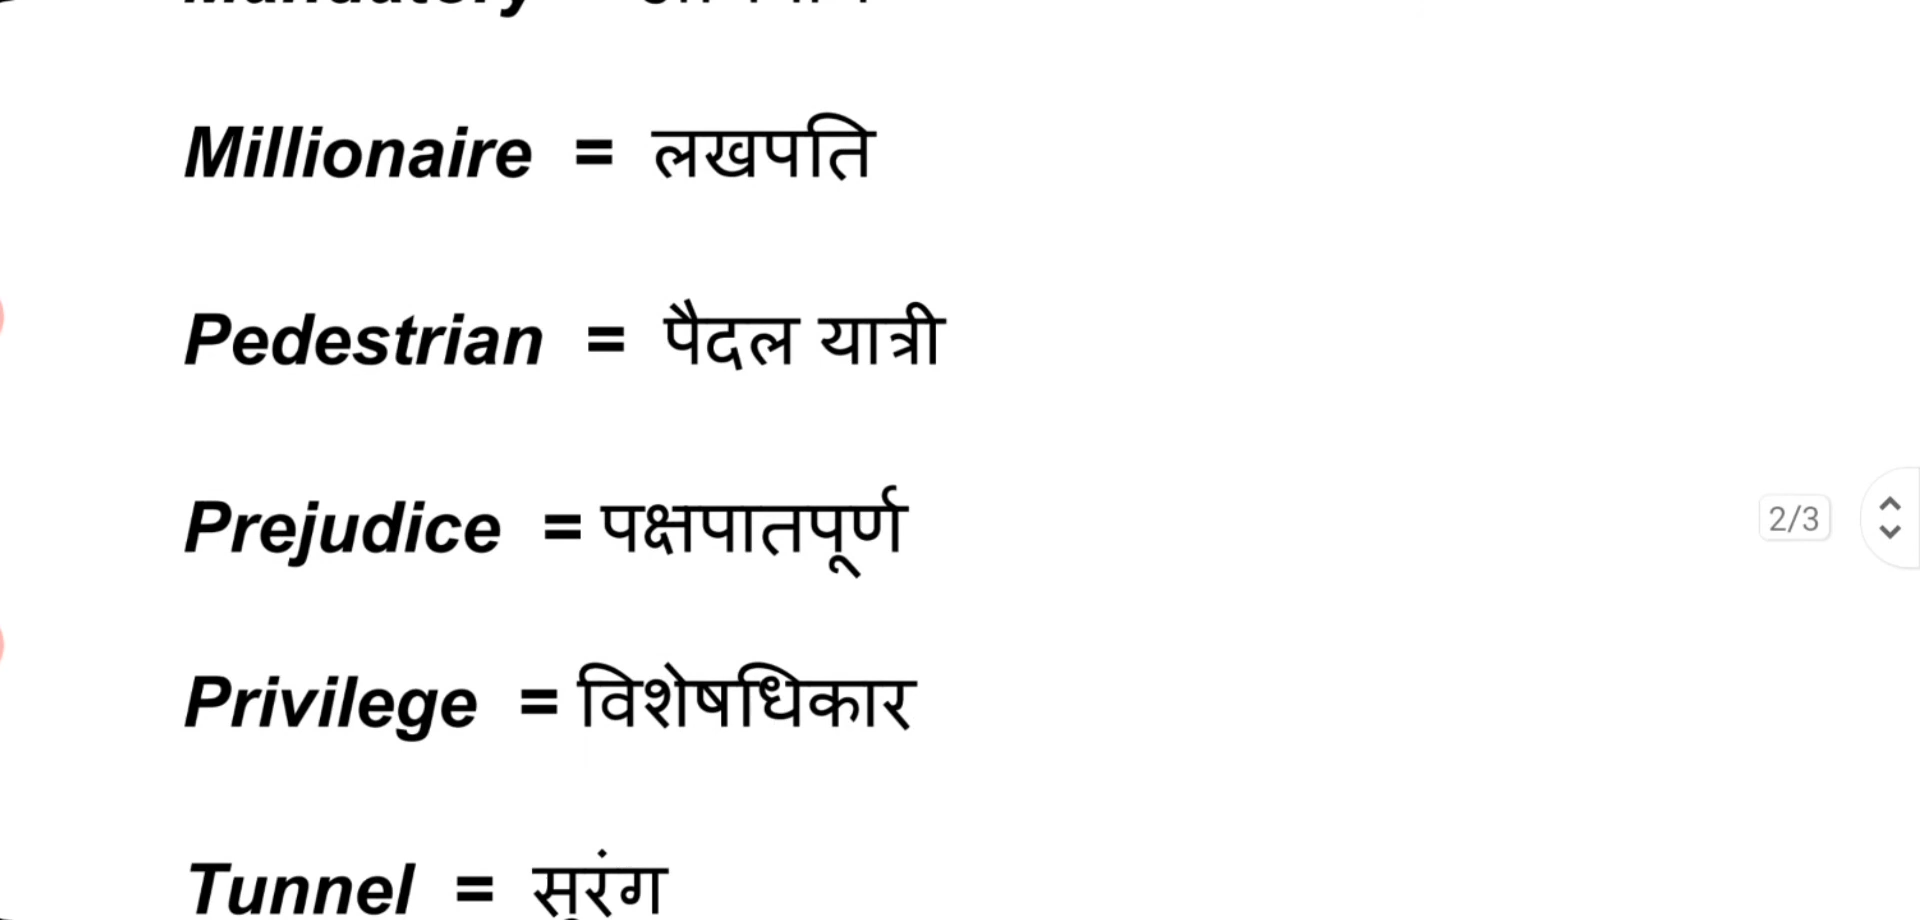 Millionaire = लखपति
Pedestrian = पैदल यात्री
Prejudice = पक्षपातपूर्ण
2/3
Privilege = विशेषधिकार
Tunnel = सुरंग